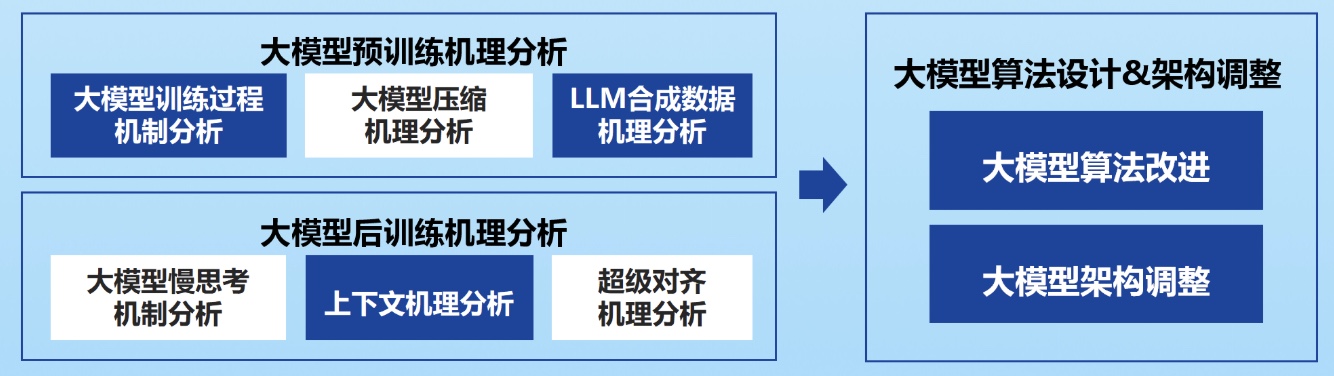 大模型预训练机理分析
大模型训练过程
机制分析
大模型压缩
机理分析
LLM合成数据
机理分析
大模型后训练机理分析
大模型慢思考
机制分析
上下文机理分析
超级对齐
机理分析
大模型算法设计&架构调整
大模型算法改进
大模型架构调整